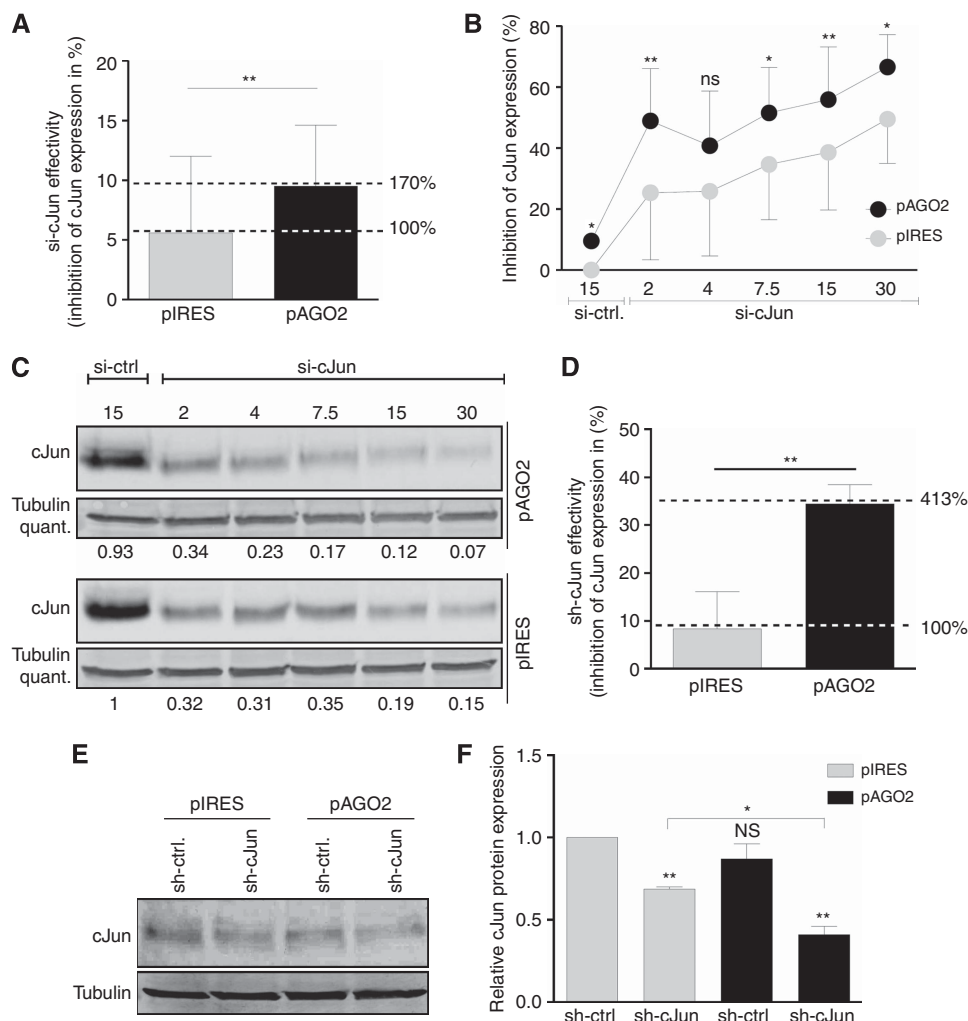 A
si-cJun effectivity
(inhibitiion of cJun expression in %)
20
15
10
5
0
**
170%
100%
pIRES
pAGO2
B
Inhibition of cJun expression (%)
80
60
40
20
0
*
**
ns
*
**
*
pAGO2
pIRES
15 2 4 7.5 15 30
si-ctrl. si-cJun
C
si-ctrl si-cJun
15 2 4 7.5 15 30
cJun
Tubulin
quant.
0.93 0.34 0.23 0.17 0.12 0.07
pAGO2
cJun
Tubulin
quant.
1 0.32 0.31 0.35 0.19 0.15
pIRES
D
sh-cJun effectivity
(inhibition of cJun expression in (%)
50
40
30
20
10
0
**
413%
100%
pIRES
pAGO2
E
pIRES pAGO2
sh-ctrl. sh-cJun sh-ctrl. sh-cJun
cJun
Tubulin
F
Relative cJun protein expression
1.5
1.0
0.5
0.0
pIRES
pAGO2
*
NS
**
**
sh-ctrl sh-cJun sh-ctrl sh-cJun